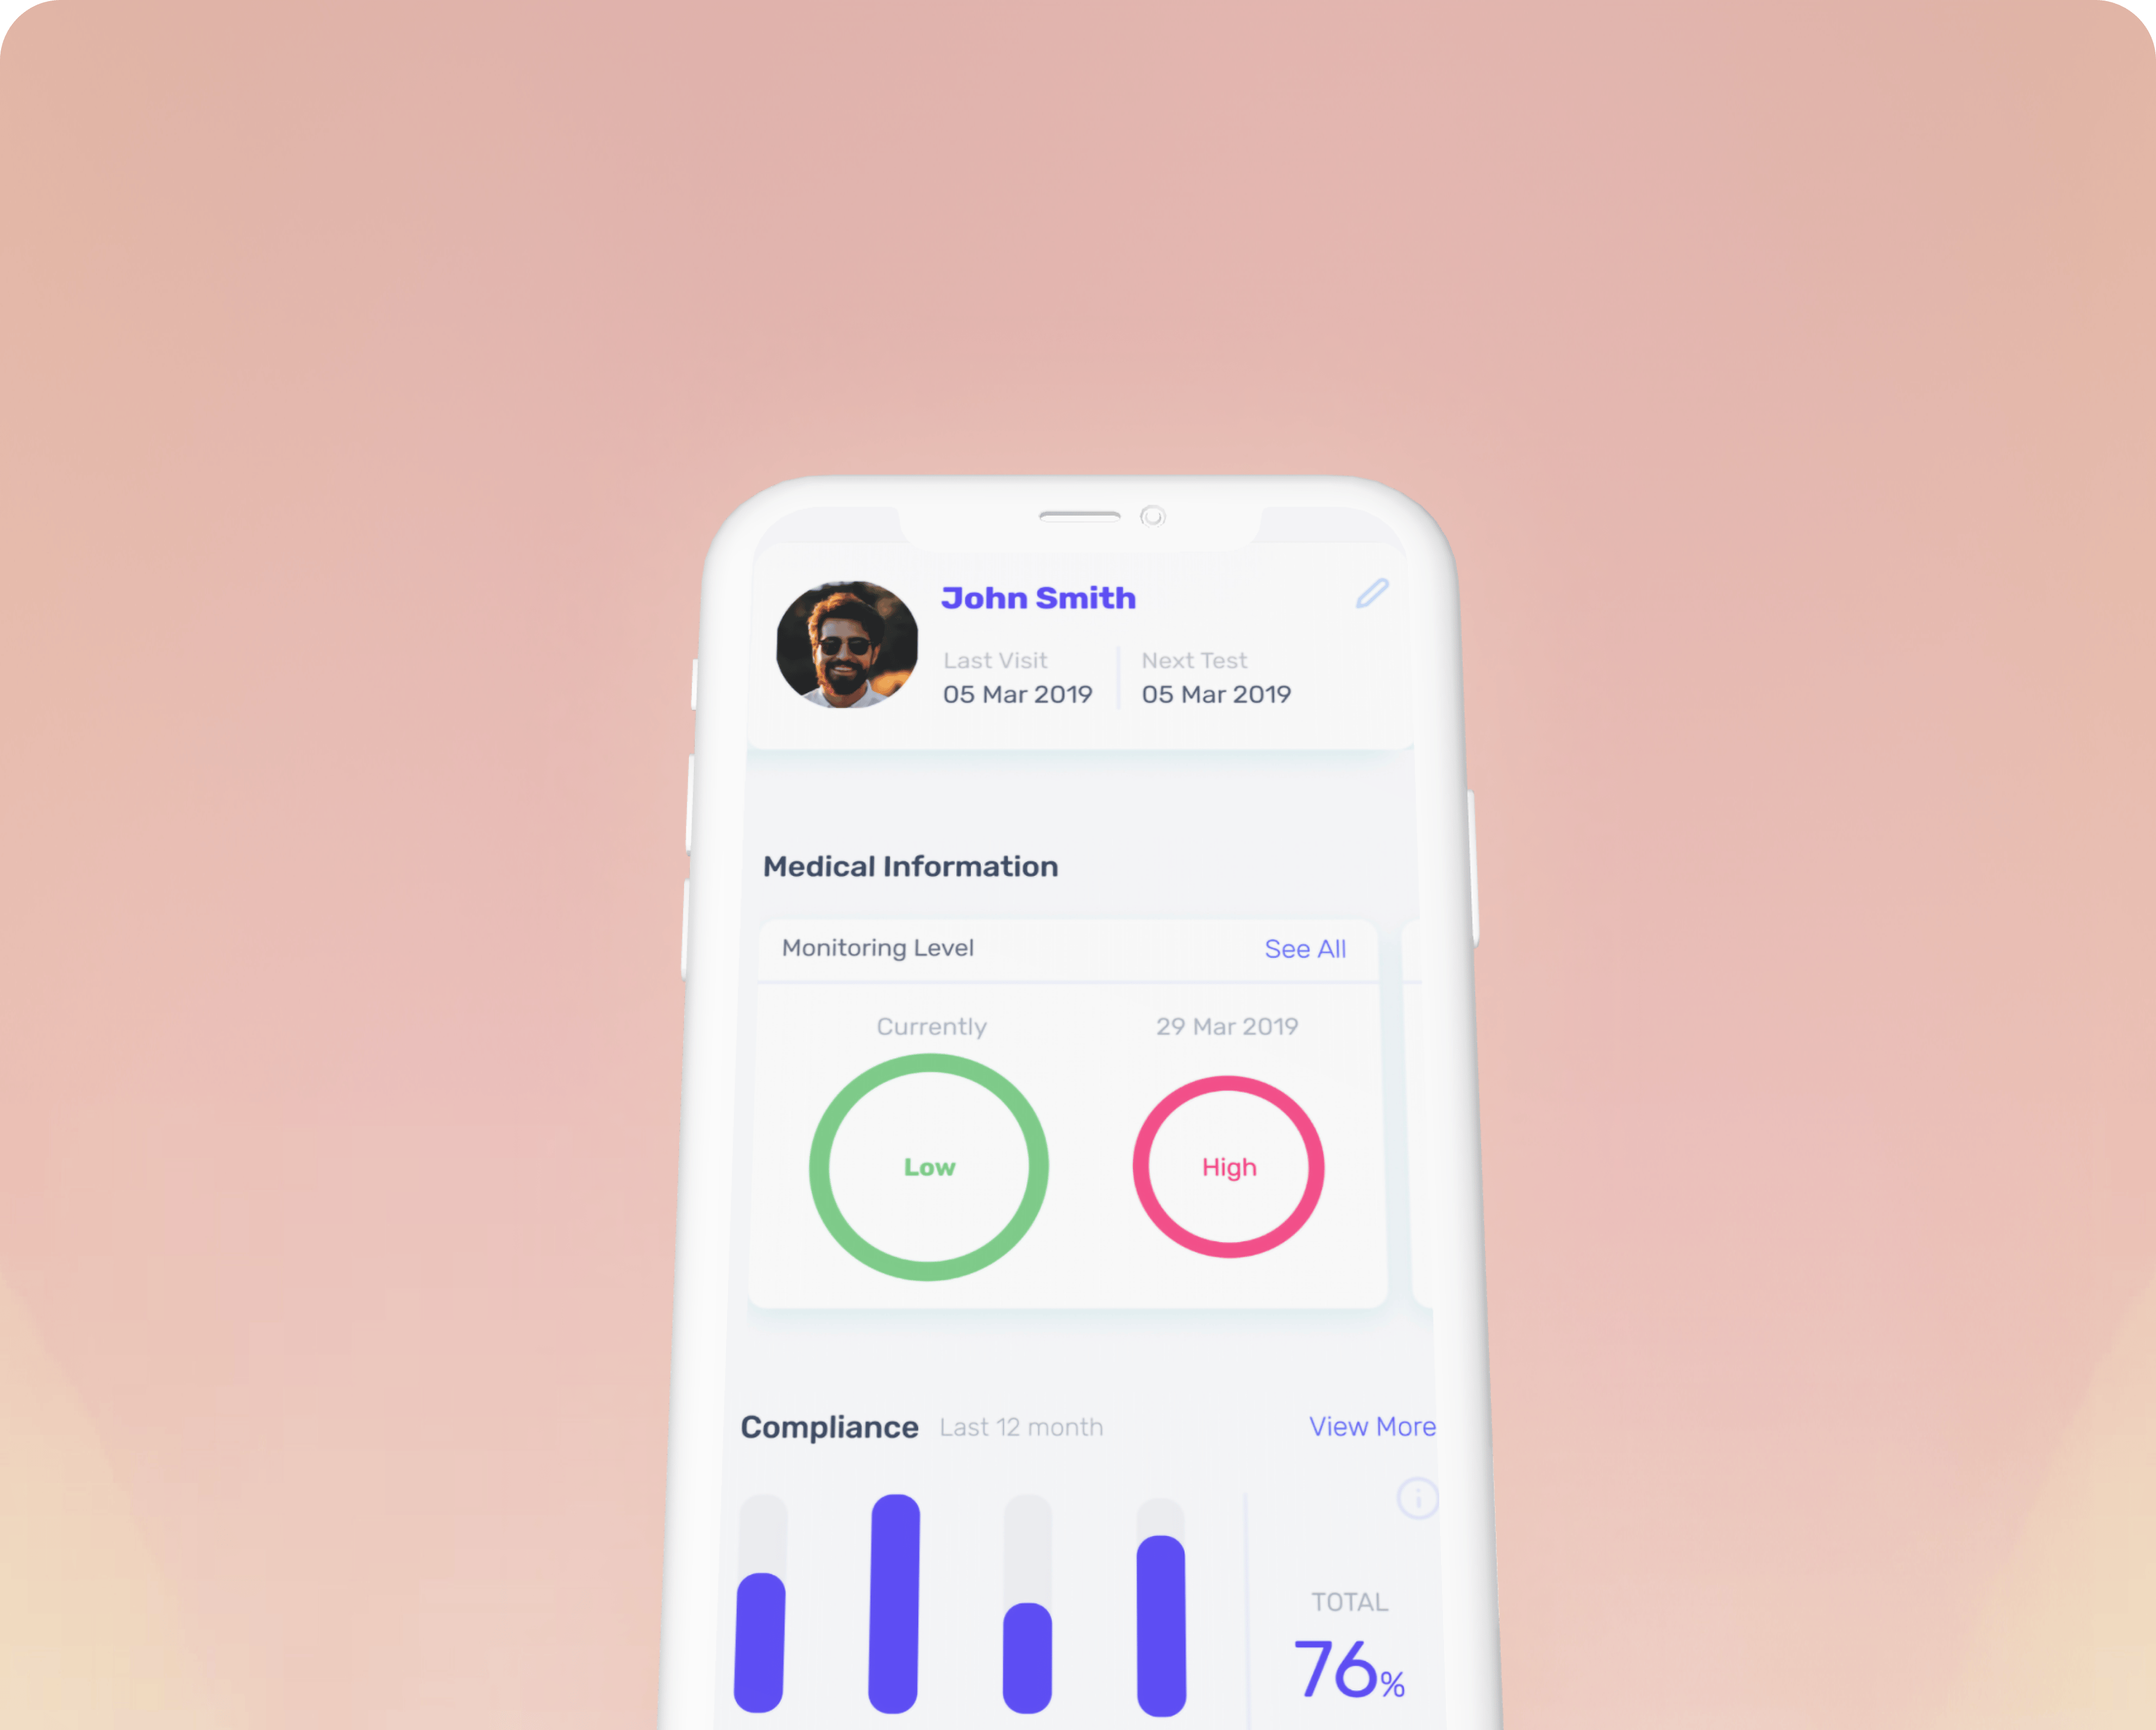 John Smith
Last Visit
Next Test
05 Mar 2019
05 Mar 2019
Medical Information
Monitoring Level
See All
Currently
29 Mar 2019
Low
High
Compliance
Last 12 month
View More
i
TOTAL
76%